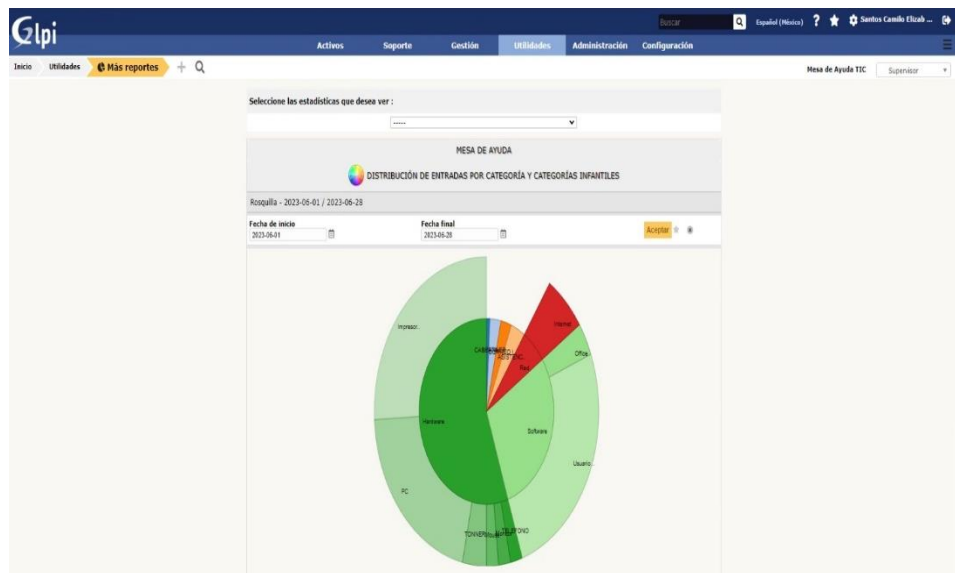 Glpi
Buscar
Español (México)
Santos Camilo Elizab ...
Activos Soporte Gestión Utilidades Administración Configuración
Inicio Utilidades Más reportes
Mesa de Ayuda TIC Supervisor
Seleccione las estadísticas que desea ver :
-----
MESA DE AYUDA
DISTRIBUCIÓN DE ENTRADAS POR CATEGORÍA Y CATEGORÍAS INFANTILES
Rosquilla - 2023-06-01 / 2023-06-28
Fecha de inicio Fecha final
2023-06-01 2023-06-28 Aceptar
Impresor..
Internet
Office..
Red
Hardware
Software
Usuario..
PC
TONNER
TELEFONO